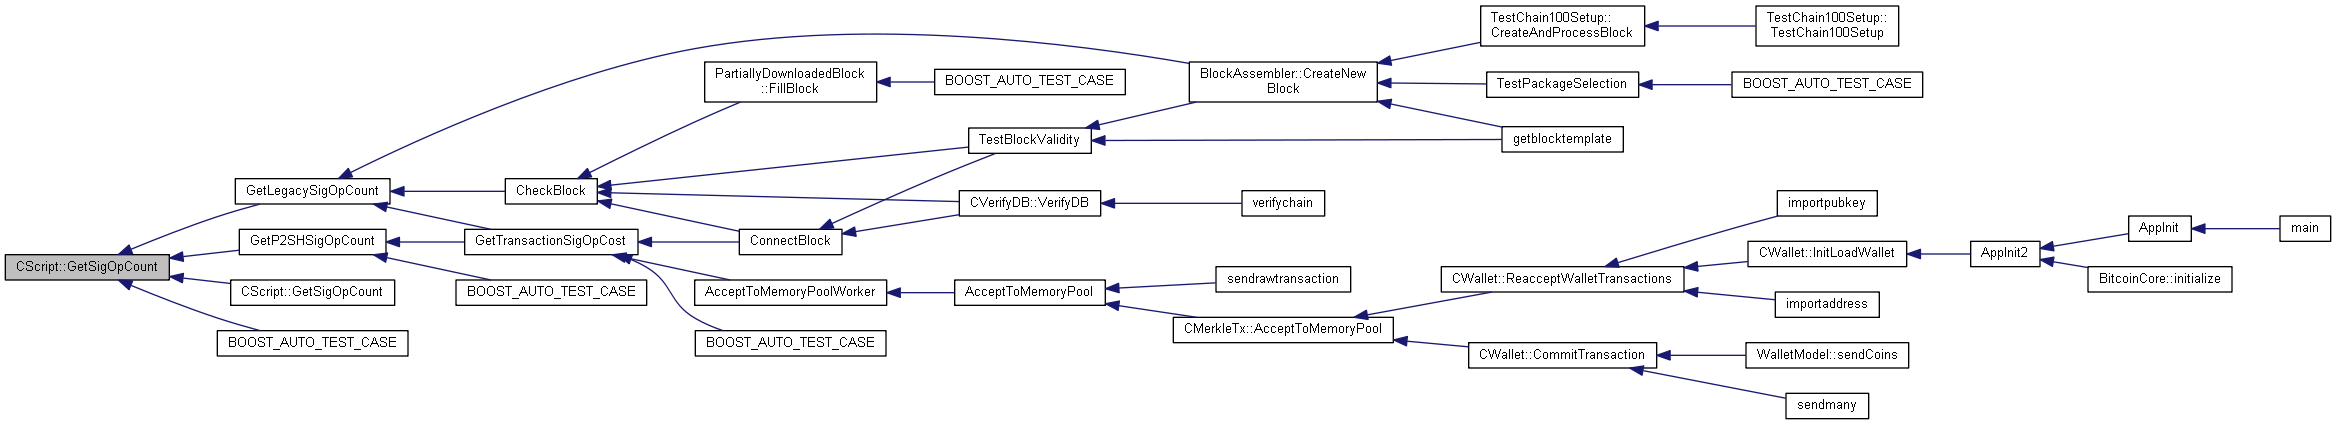 TestChain100Setup::
CreateAndProcessBlock
TestChain100Setup::
TestChain100Setup
PartiallyDownloadedBlock
::FillBlock
BOOST_AUTO_TEST_CASE
BlockAssembler::CreateNew
Block
TestPackageSelection
BOOST_AUTO_TEST_CASE
TestBlockValidity
getblocktemplate
GetLegacySigOpCount
CheckBlock
CVerifyDB::VerifyDB
verifychain
importpubkey
GetP2SHSigOpCount
GetTransactionSigOpCost
ConnectBlock
AppInit
main
CScript::GetSigOpCount
CWallet::InitLoadWallet
AppInit2
CScript::GetSigOpCount
BOOST_AUTO_TEST_CASE
AcceptToMemoryPoolWorker
AcceptToMemoryPool
sendrawtransaction
CWallet::ReacceptWalletTransactions
BitcoinCore::initialize
importaddress
BOOST_AUTO_TEST_CASE
BOOST_AUTO_TEST_CASE
CMerkleTx::AcceptToMemoryPool
CWallet::CommitTransaction
WalletModel::sendCoins
sendmany